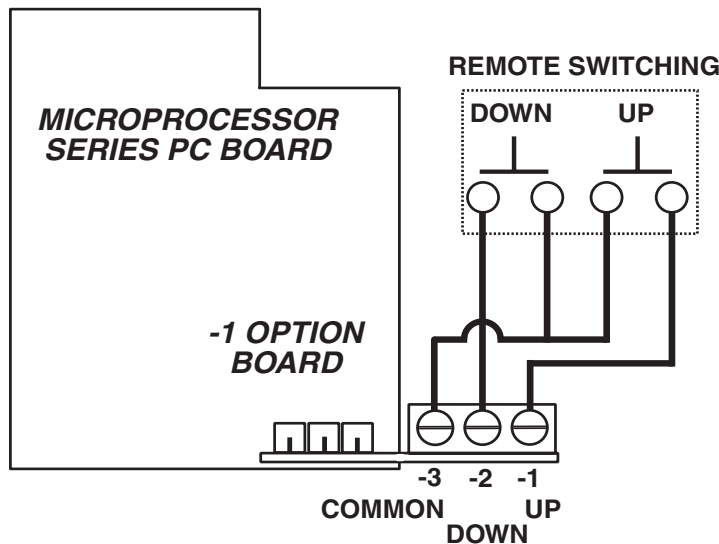 REMOTE SWITCHING
DOWN UP
MICROPROCESSOR
SERIES PC BOARD
-1 OPTION
BOARD
-3 -2 -1
COMMON UP
DOWN